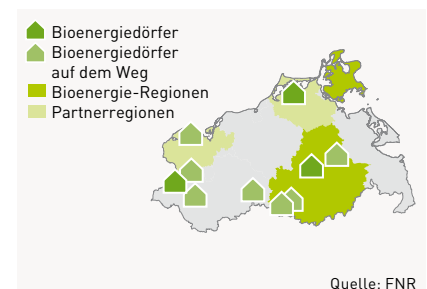 Bioenergiedörfer
Bioenergiedörfer
auf dem Weg
Bioenergie-Regionen
Partnerregionen
Quelle: FNR